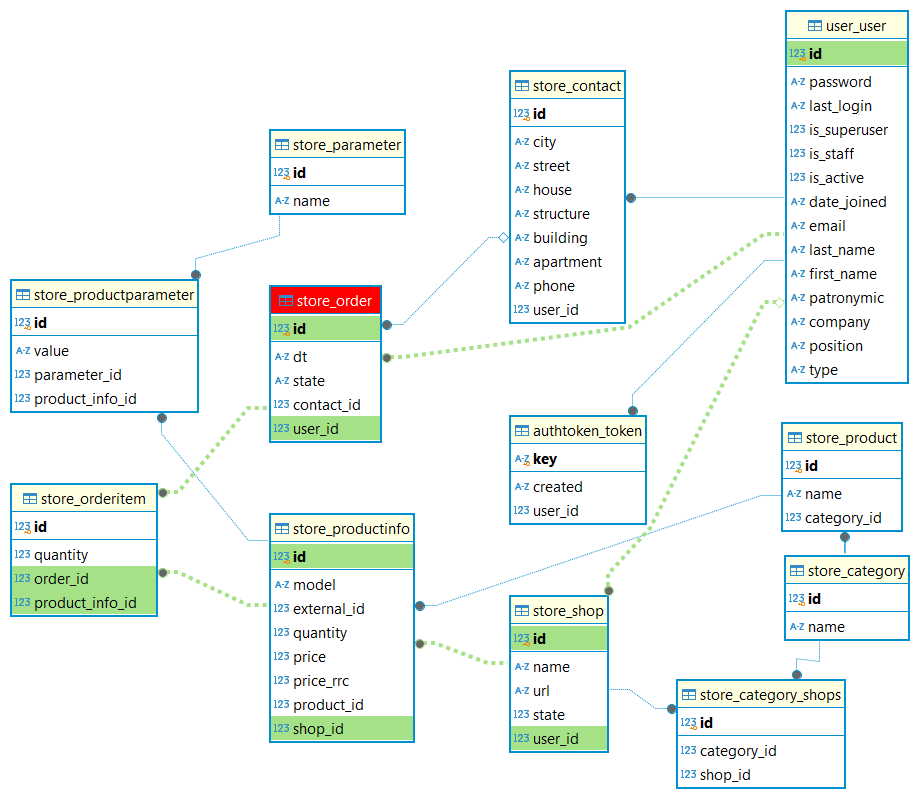 user_user
123 id
A-Z password
A-Z last_login
123 is_superuser
123 is_staff
123 is_active
A-Z date_joined
A-Z email
A-Z last_name
A-Z first_name
A-Z patronymic
A-Z company
A-Z position
A-Z type
store_contact
123 id
A-Z city
A-Z street
A-Z house
A-Z structure
A-Z building
A-Z apartment
A-Z phone
123 user_id
store_parameter
123 id
A-Z name
store_productparameter
123 id
A-Z value
123 parameter_id
123 product_info_id
store_order
123 id
A-Z dt
A-Z state
123 contact_id
123 user_id
authtoken_token
A-Z key
A-Z created
123 user_id
store_product
123 id
A-Z name
123 category_id
store_orderitem
123 id
123 quantity
123 order_id
123 product_info_id
store_productinfo
123 id
A-Z model
123 external_id
123 quantity
123 price
123 price_rrc
123 product_id
123 shop_id
store_category
123 id
A-Z name
store_shop
123 id
A-Z name
A-Z url
123 state
123 user_id
store_category_shops
123 id
123 category_id
123 shop_id